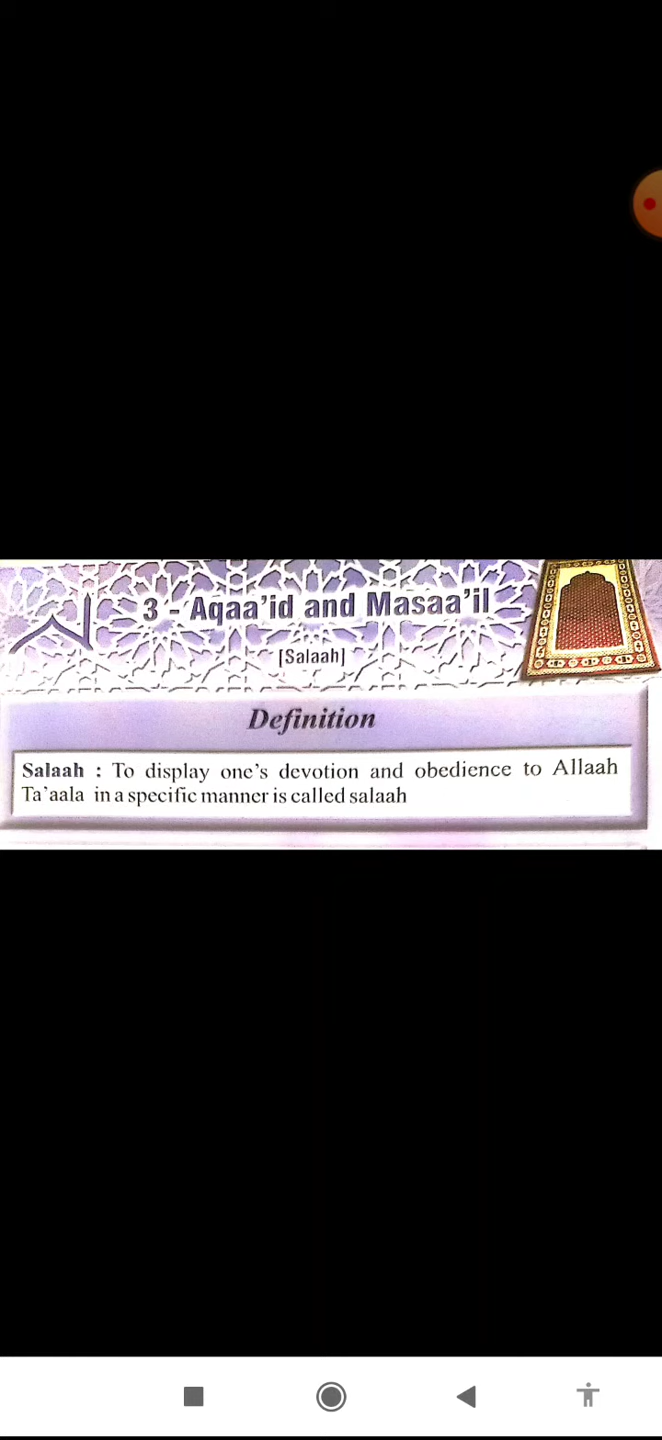 3 - Aqaa'id and Masaa'il
[Salaah]
Definition
Salaah : To display one's devotion and obedience to Allaah
Ta'aala in a specific manner is called salaah